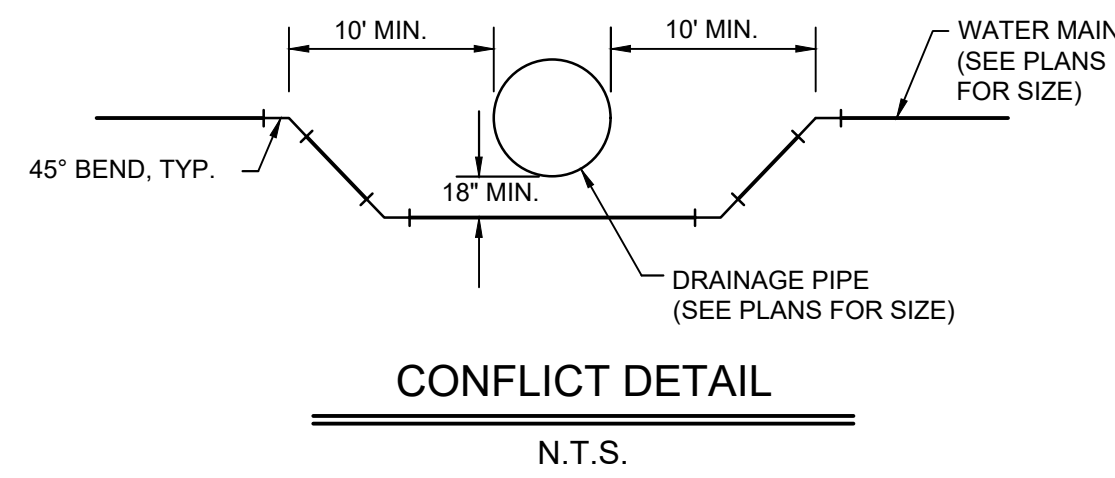 10' MIN.
10' MIN.
WATER MAIN
(SEE PLANS
FOR SIZE)
45° BEND, TYP.
18" MIN.
DRAINAGE PIPE
(SEE PLANS FOR SIZE)
CONFLICT DETAIL
N.T.S.